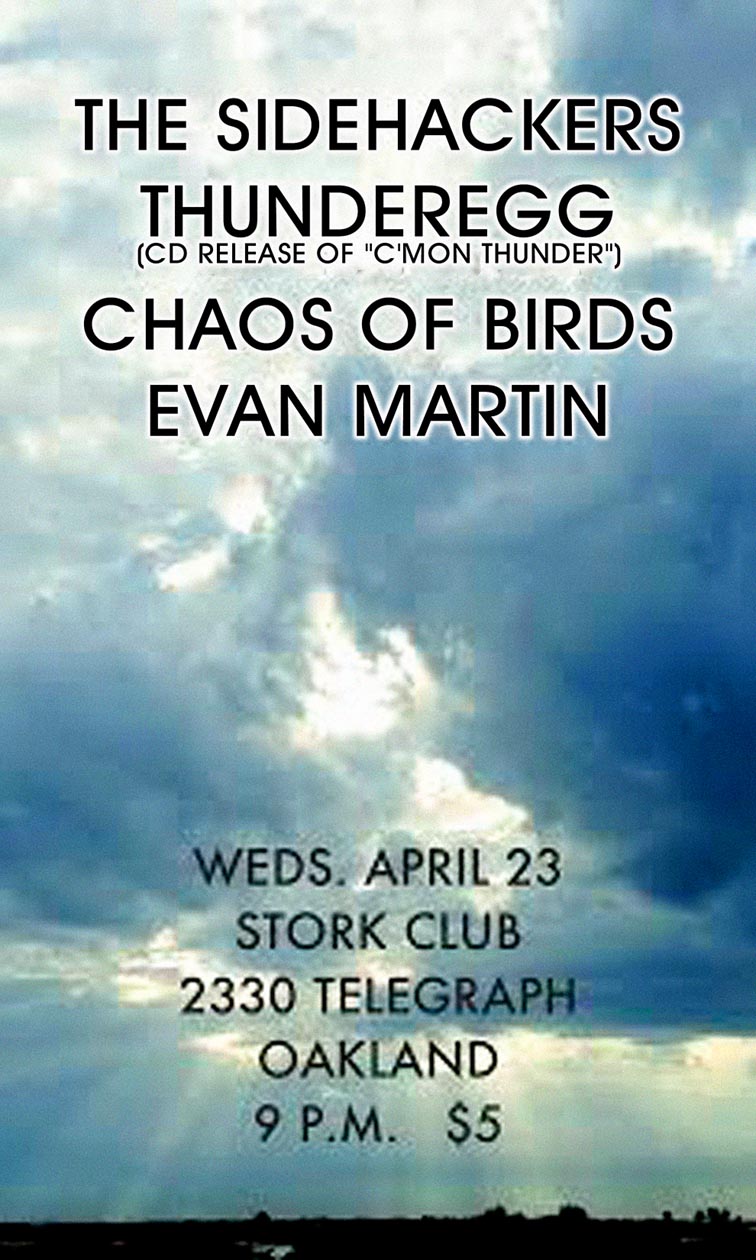 THE SIDEHACKERS
THUNDEREGG
(CD RELEASE OF "C'MON THUNDER")
CHAOS OF BIRDS
EVAN MARTIN
WEDS. APRIL 23
STORK CLUB
2330 TELEGRAPH
OAKLAND
9 P.M. $5